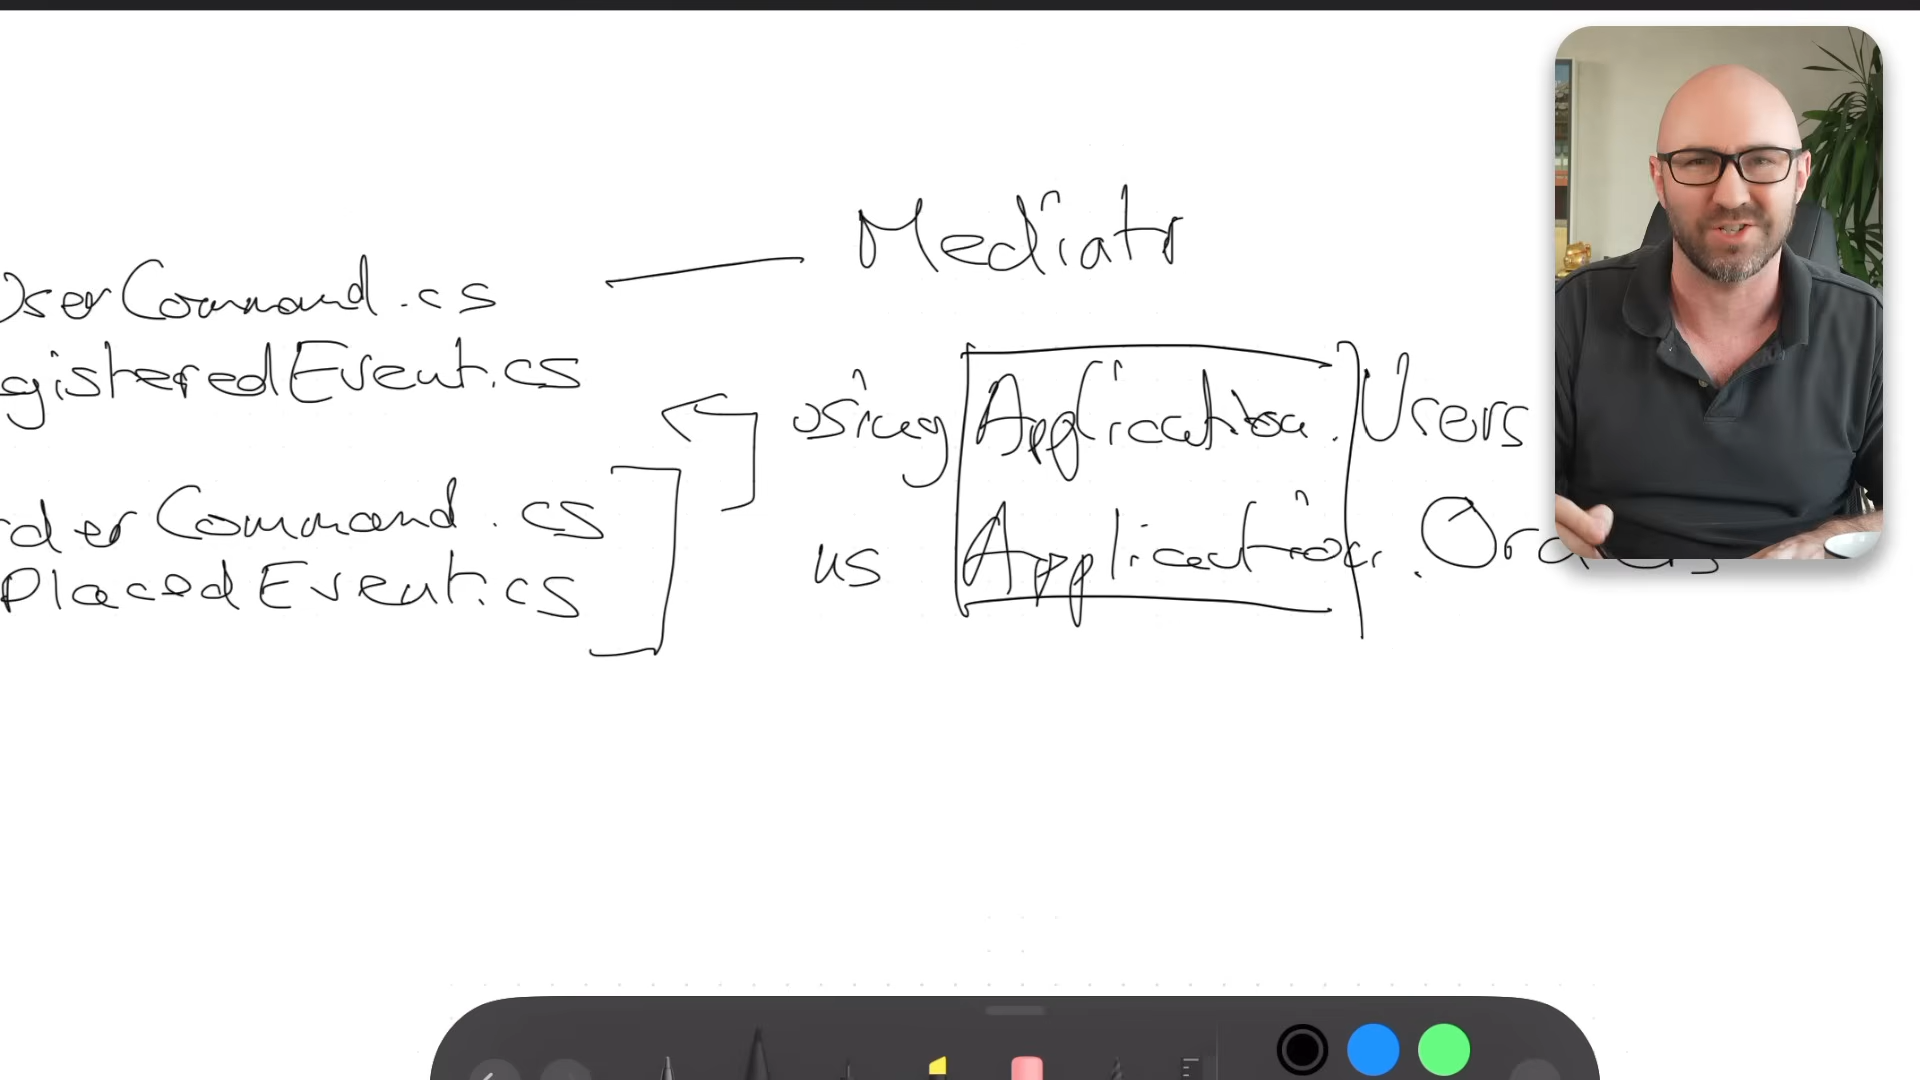 Mediatr
UserCommand.cs
gisteredEvent.cs
using Application.Users
rderCommand.cs
us Application.Orders
PlacedEvent.cs